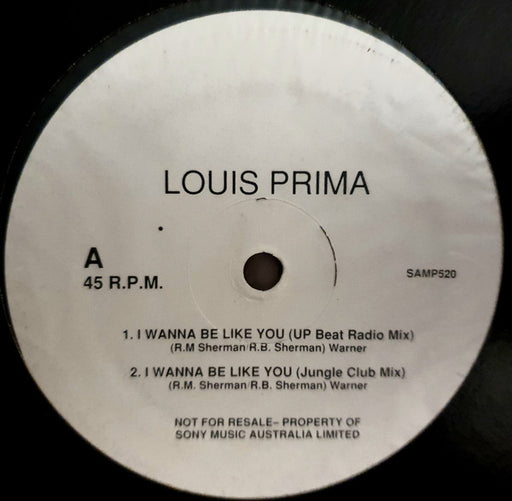 LOUIS PRIMA
A
45 R.P.M.
SAMP520
1. I WANNA BE LIKE YOU (UP Beat Radio Mix)
(R.M Sherman/R.B. Sherman) Warner
2. I WANNA BE LIKE YOU (Jungle Club Mix)
(R.M. Sherman/R.B. Sherman) Warner
NOT FOR RESALE– PROPERTY OF
SONY MUSIC AUSTRALIA LIMITED